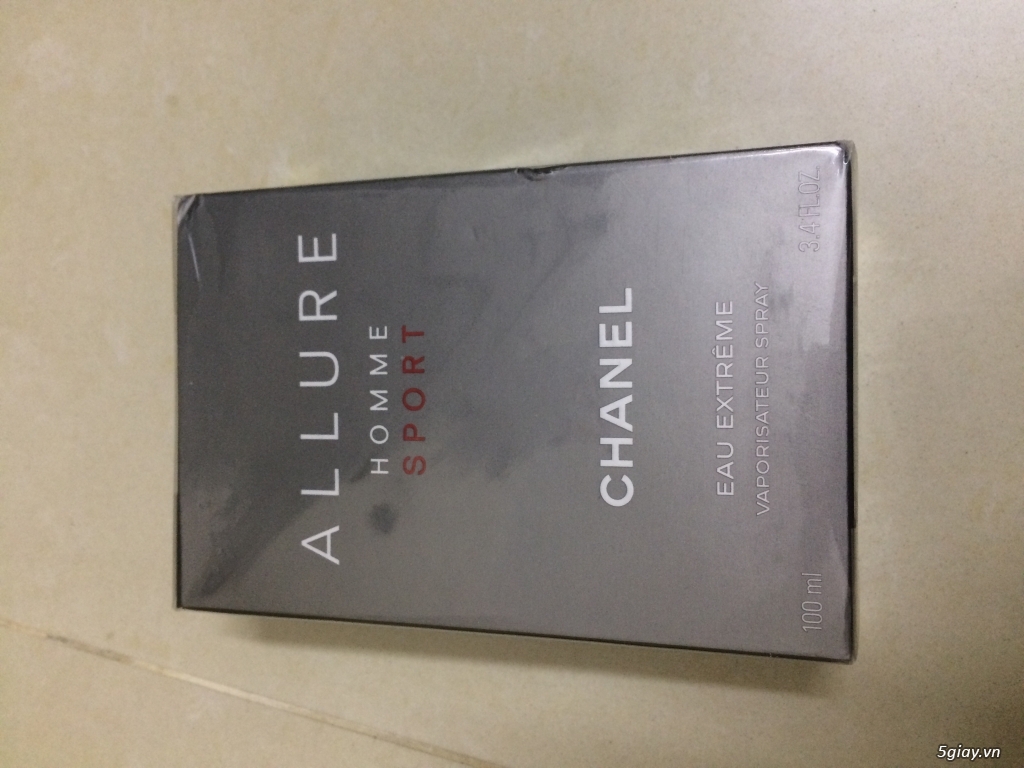 ALLURE
HOMME
SPORT
CHANEL
EAU EXTRÊME
VAPORISATEUR SPRAY
100 ml 3.4 FL.OZ.
5giay.vn